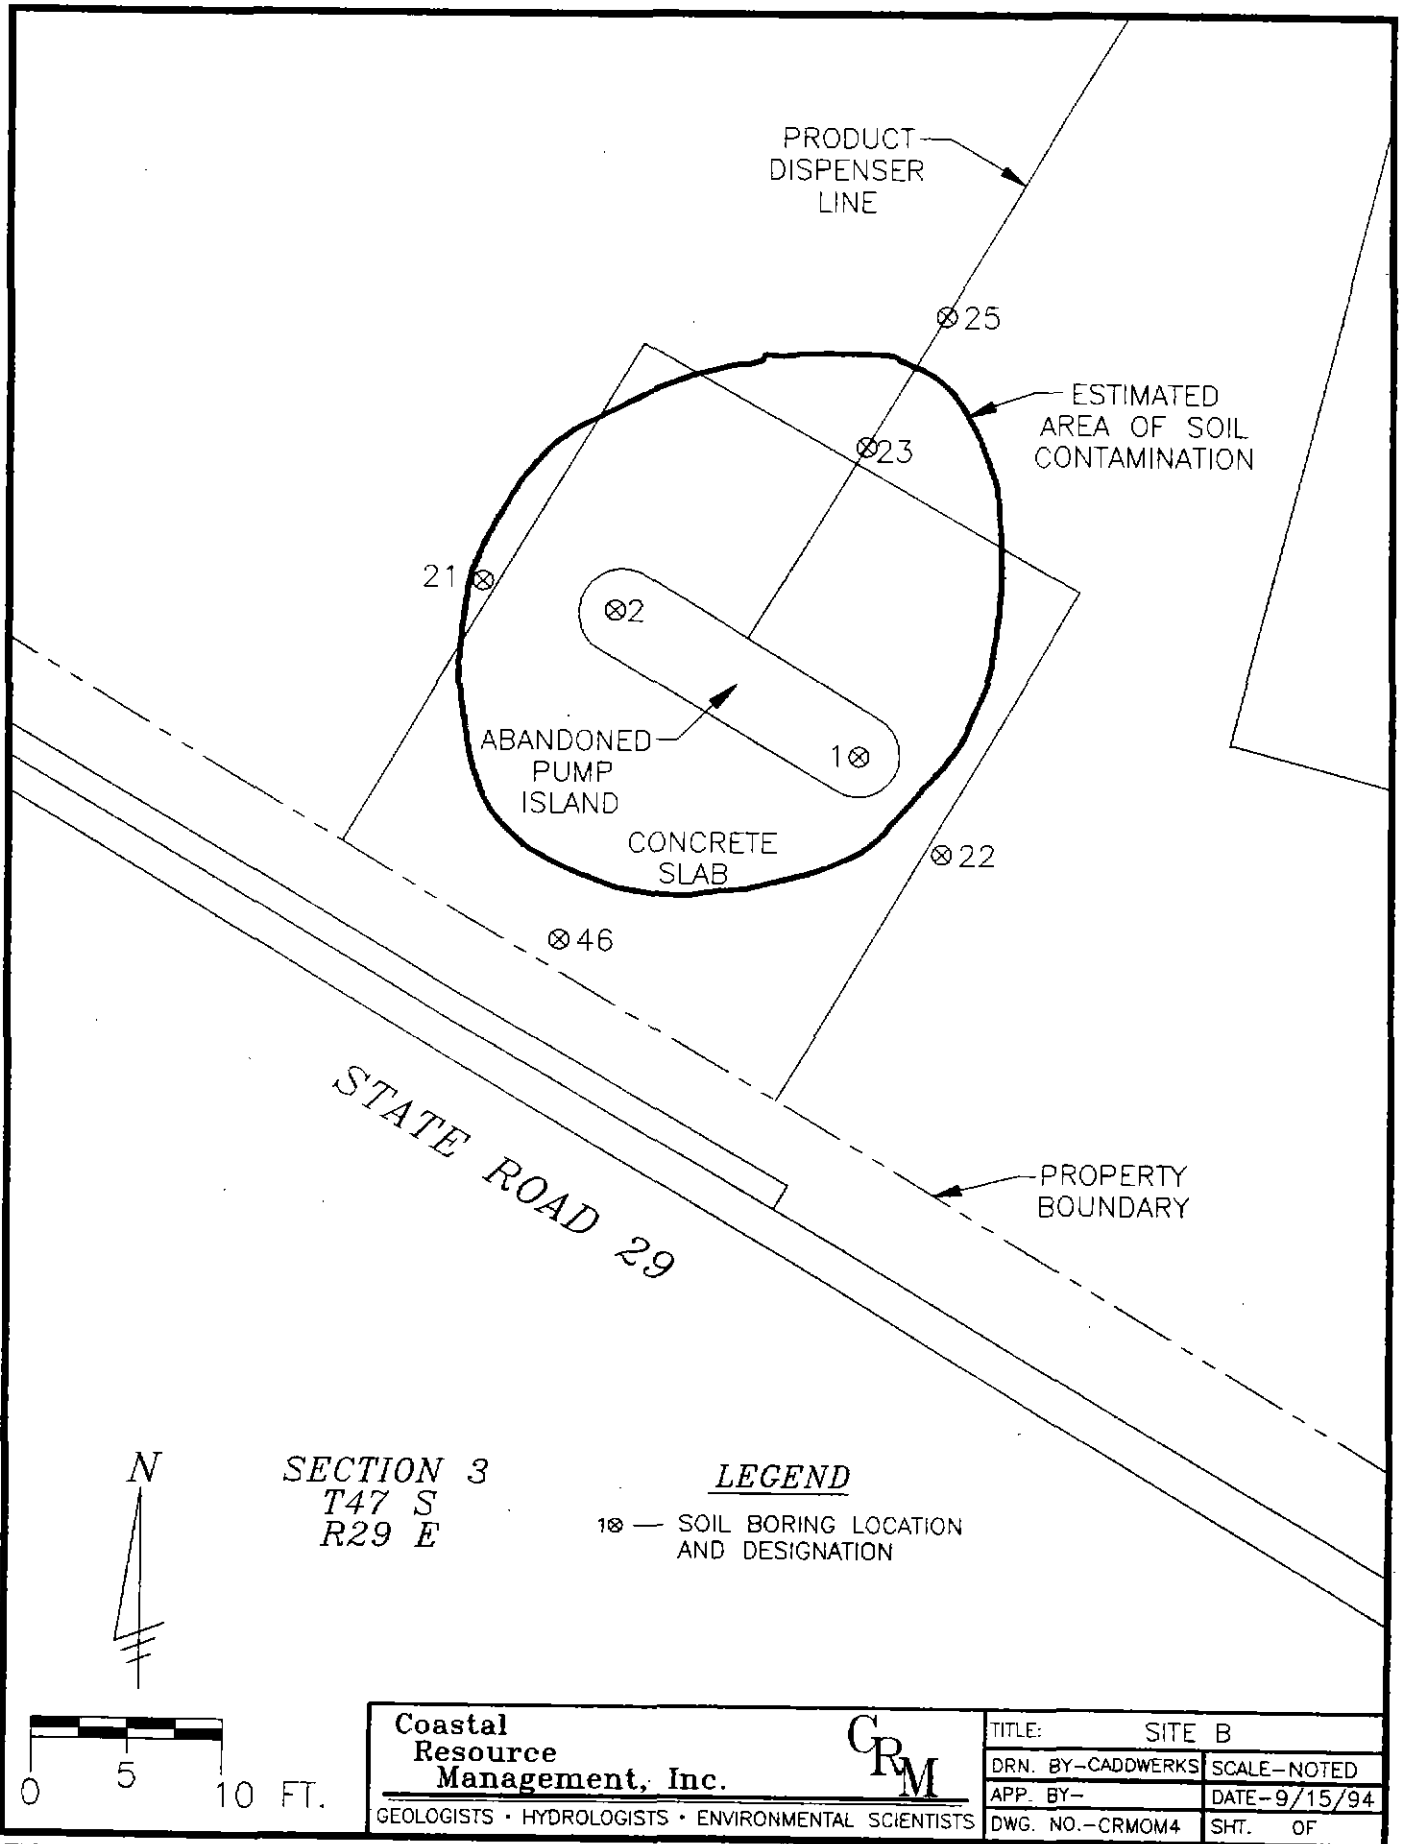 PRODUCT
DISPENSER
LINE
25
ESTIMATED
AREA OF SOIL
CONTAMINATION
23
21
2
ABANDONED
PUMP
ISLAND
1
CONCRETE
SLAB
22
46
STATE ROAD 29
PROPERTY
BOUNDARY
N
SECTION 3
T47 S
R29 E
LEGEND
1⊗ — SOIL BORING LOCATION
AND DESIGNATION
0 5 10 FT.
Coastal
Resource
Management, Inc.
CRM
GEOLOGISTS · HYDROLOGISTS · ENVIRONMENTAL SCIENTISTS
TITLE: SITE B
DRN. BY-CADDWERKS SCALE-NOTED
APP. BY- DATE-9/15/94
DWG. NO.-CRMOM4 SHT. OF